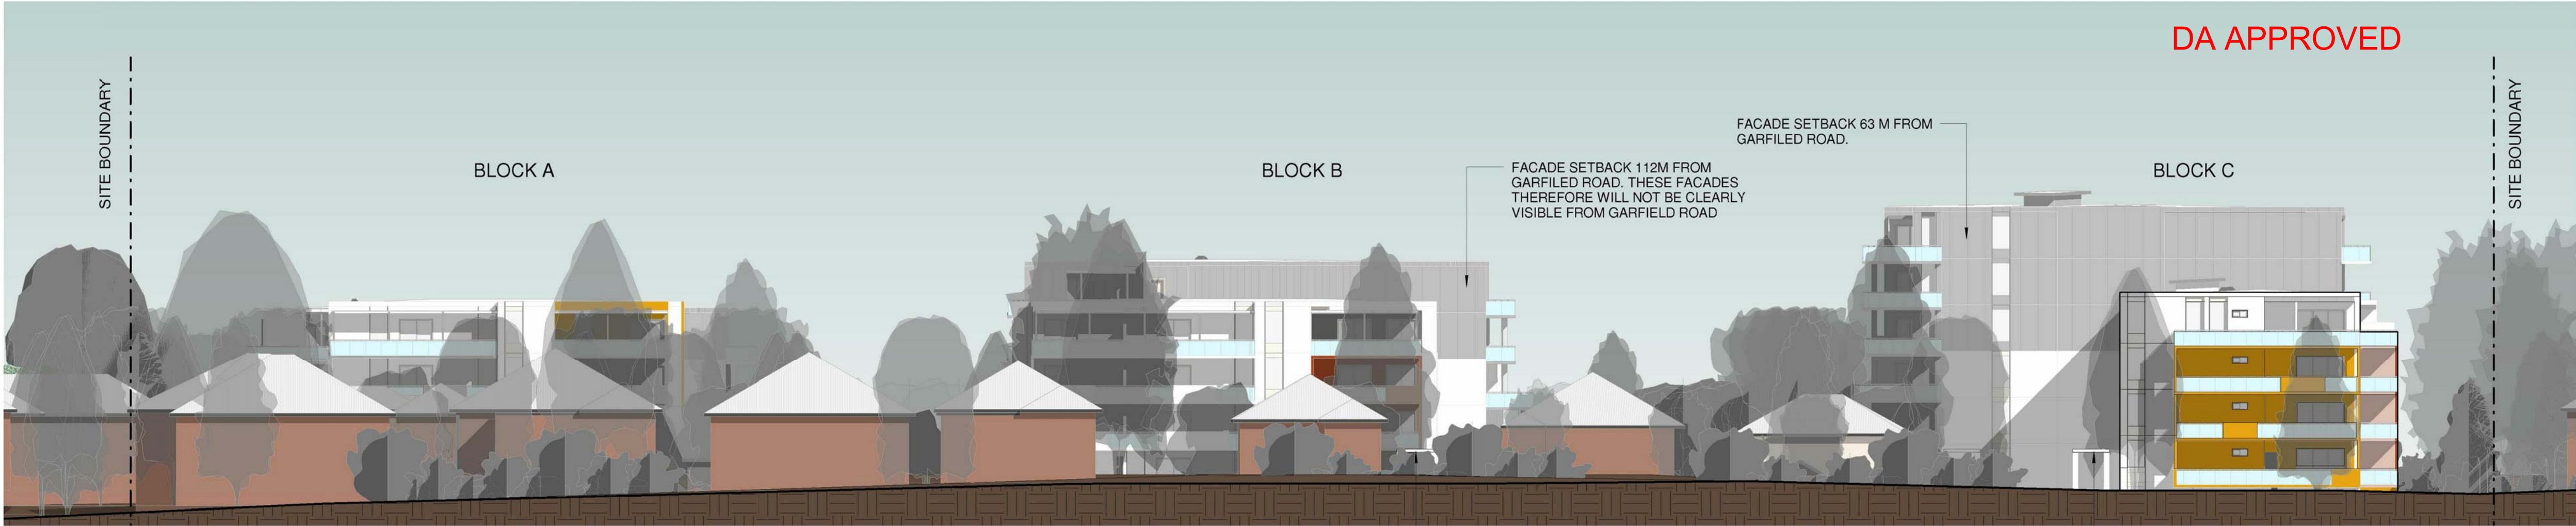 DA APPROVED
SITE BOUNDARY
BLOCK A
BLOCK B
FACADE SETBACK 112M FROM
GARFILED ROAD. THESE FACADES
THEREFORE WILL NOT BE CLEARLY
VISIBLE FROM GARFIELD ROAD
FACADE SETBACK 63 M FROM
GARFILED ROAD.
BLOCK C
SITE BOUNDARY